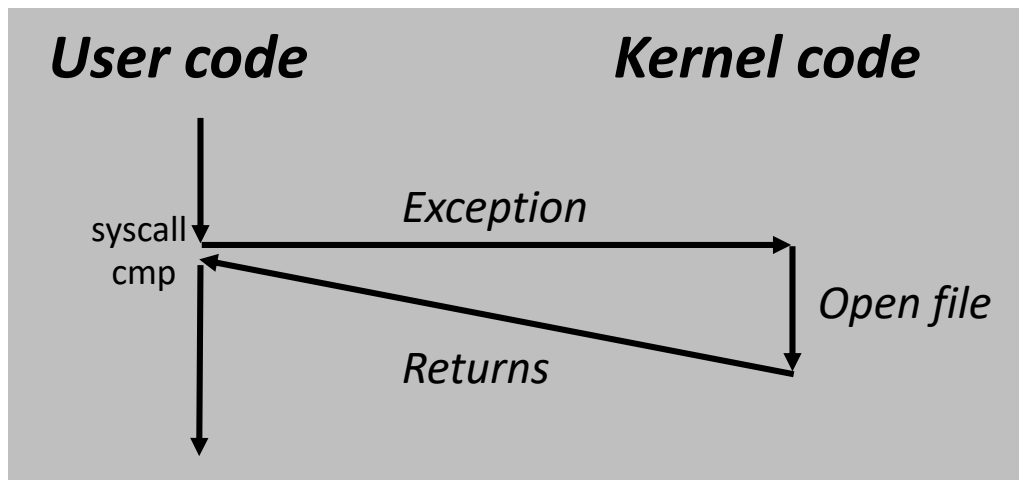 User code
Kernel code
Exception
syscall
cmp
Open file
Returns